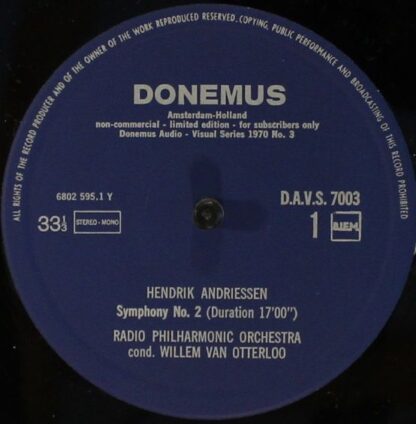 ALL RIGHTS OF THE RECORD PRODUCER AND OF THE OWNER OF THE WORK REPRODUCED RESERVED. COPYING, PUBLIC PERFORMANCE AND BROADCASTING OF THIS RECORD PROHIBITED
DONEMUS
Amsterdam-Holland
non-commercial - limited edition - for subscribers only
Donemus Audio - Visual Series 1970 No. 3
6802 595.1 Y
D.A.V.S. 7003
33⅓ STEREO-MONO
1 B.I.E.M.
HENDRIK ANDRIESSEN
Symphony No. 2 (Duration 17'00")
RADIO PHILHARMONIC ORCHESTRA
cond. WILLEM VAN OTTERLOO